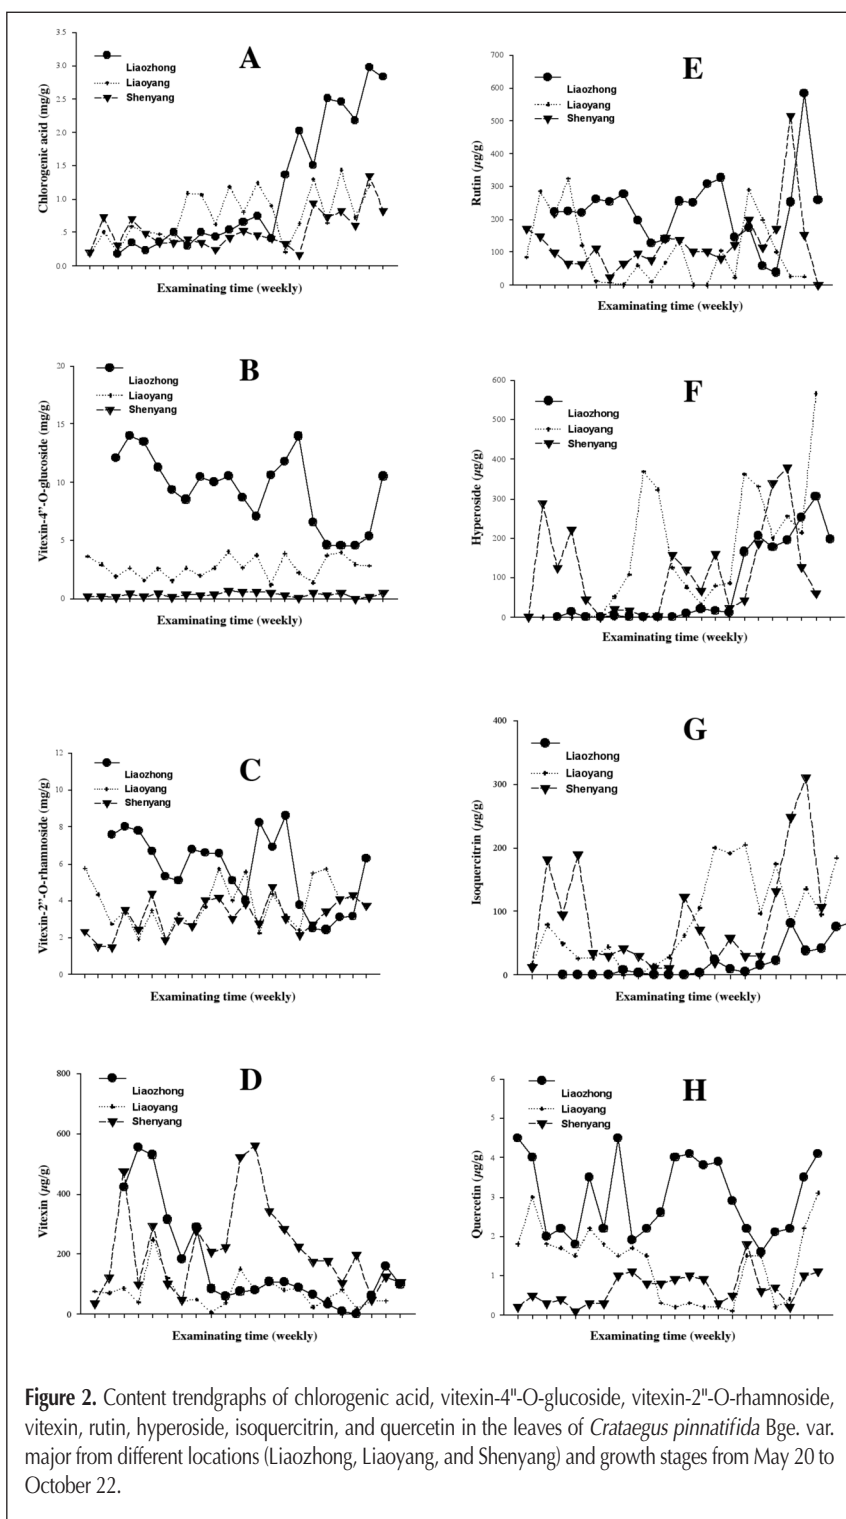 A
Chlorogenic acid (mg/g)
3.5
3.0
2.5
2.0
1.5
1.0
.5
0.0
Liaozhong
Liaoyang
Shenyang
Examinating time (weekly)
E
Rutin (µg/g)
700
600
500
400
300
200
100
0
Liaozhong
Liaoyang
Shenyang
Examinating time (weekly)
B
Vitexin-4”-O-glucoside (mg/g)
20
15
10
5
0
Liaozhong
Liaoyang
Shenyang
Examinating time (weekly)
F
Hyperoside (µg/g)
600
500
400
300
200
100
0
Liaozhong
Liaoyang
Shenyang
Examinating time (weekly)
C
Vitexin-2”-O-rhamnoside (mg/g)
12
10
8
6
4
2
0
Liaozhong
Liaoyang
Shenyang
Examinating time (weekly)
G
Isoquercitrin (µg/g)
400
300
200
100
0
Liaozhong
Liaoyang
Shenyang
Examinating time (weekly)
D
Vitexin (µg/g)
800
600
400
200
0
Liaozhong
Liaoyang
Shenyang
Examinating time (weekly)
H
Quercetin (µg/g)
6
5
4
3
2
1
0
Liaozhong
Liaoyang
Shenyang
Examinating time (weekly)
Figure 2. Content trendgraphs of chlorogenic acid, vitexin-4"-O-glucoside, vitexin-2"-O-rhamnoside,
vitexin, rutin, hyperoside, isoquercitrin, and quercetin in the leaves of Crataegus pinnatifida Bge. var.
major from different locations (Liaozhong, Liaoyang, and Shenyang) and growth stages from May 20 to
October 22.